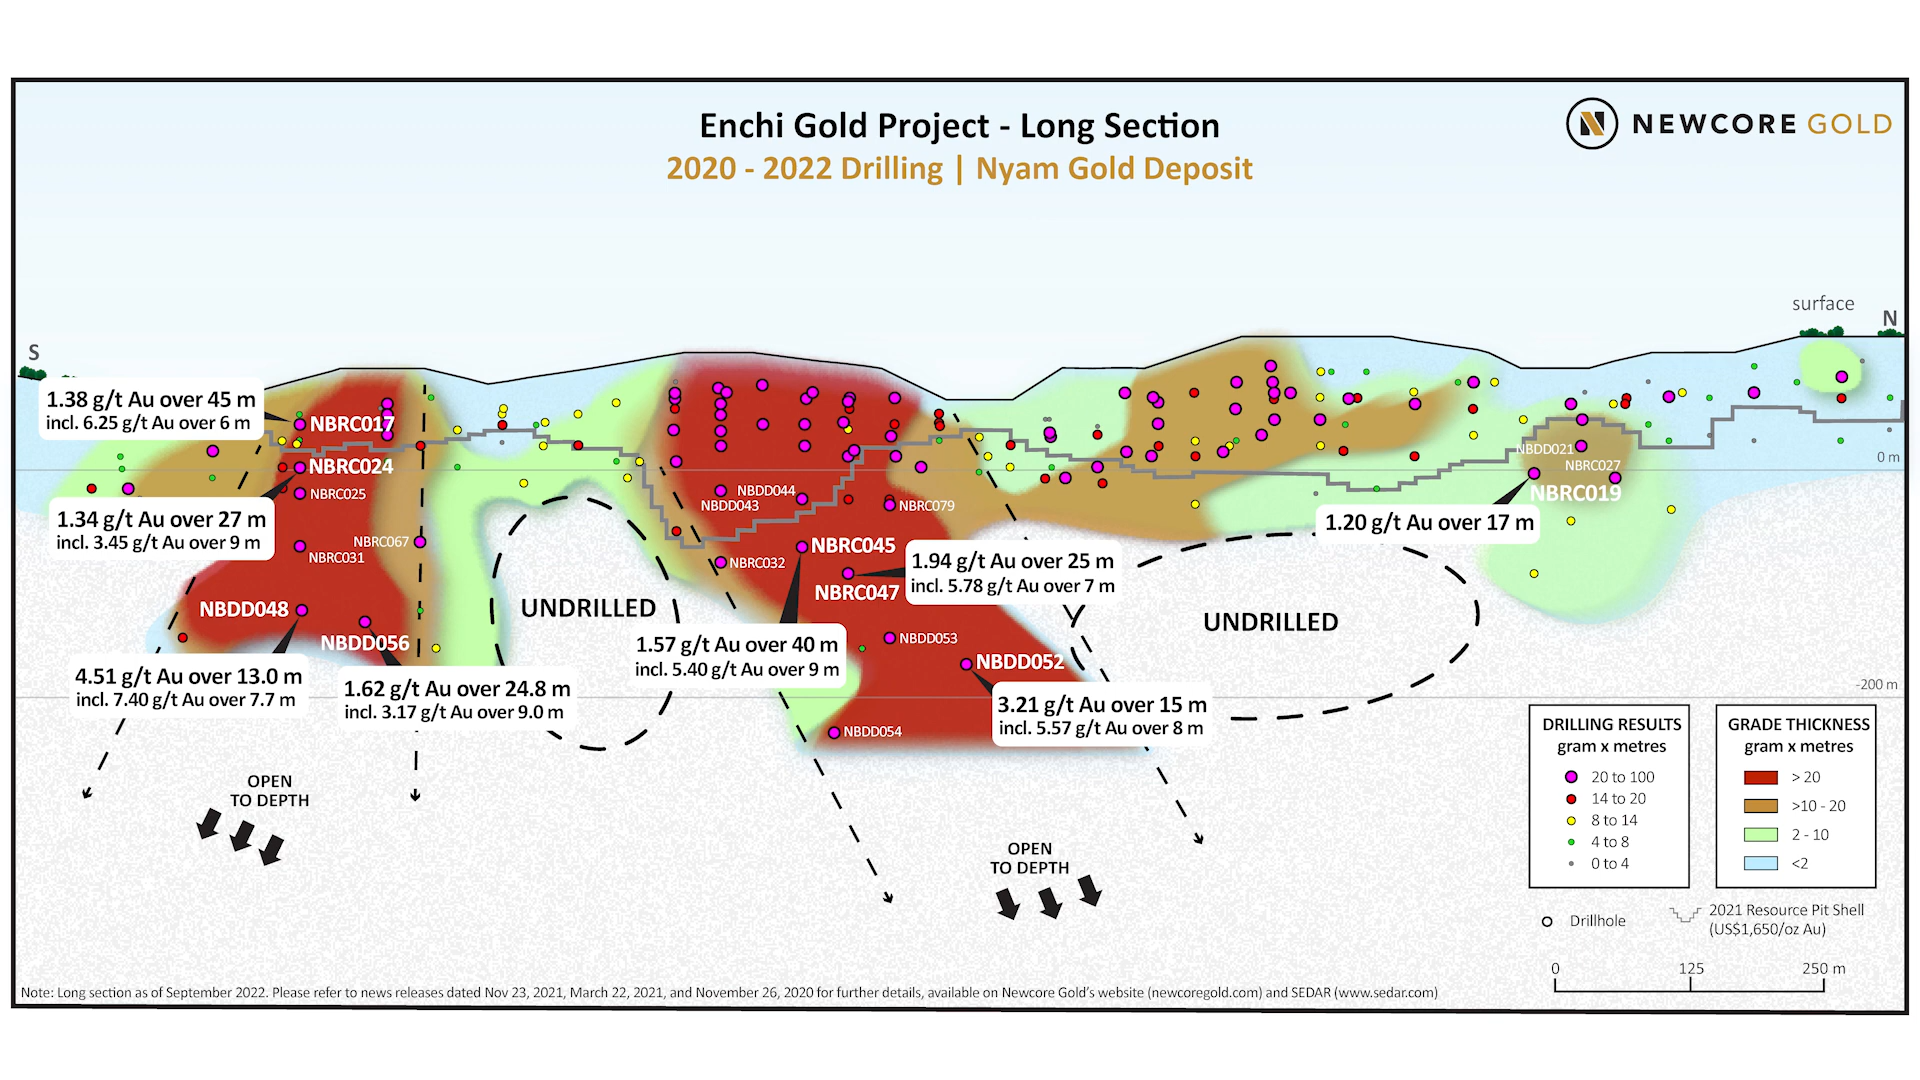 Enchi Gold Project - Long Section
2020 - 2022 Drilling | Nyam Gold Deposit
NEWCORE GOLD
surface
N
S
1.38 g/t Au over 45 m
incl. 6.25 g/t Au over 6 m
NBRC017
NBRC024
NBRC025
1.34 g/t Au over 27 m
incl. 3.45 g/t Au over 9 m
NBRC031
NBRC067
NBDD048
NBDD056
4.51 g/t Au over 13.0 m
incl. 7.40 g/t Au over 7.7 m
1.62 g/t Au over 24.8 m
incl. 3.17 g/t Au over 9.0 m
UNDRILLED
NBDD044
NBDD043
NBRC079
NBRC032
NBRC045
NBRC047
1.94 g/t Au over 25 m
incl. 5.78 g/t Au over 7 m
1.57 g/t Au over 40 m
incl. 5.40 g/t Au over 9 m
NBDD053
NBDD052
3.21 g/t Au over 15 m
incl. 5.57 g/t Au over 8 m
NBDD054
UNDRILLED
NBDD021
NBRC027
NBRC019
1.20 g/t Au over 17 m
0 m
-200 m
OPEN
TO DEPTH
OPEN
TO DEPTH
DRILLING RESULTS
gram x metres
20 to 100
14 to 20
8 to 14
4 to 8
0 to 4
GRADE THICKNESS
gram x metres
> 20
>10 - 20
2 - 10
<2
Drillhole
2021 Resource Pit Shell
(US$1,650/oz Au)
0 125 250 m
Note: Long section as of September 2022. Please refer to news releases dated Nov 23, 2021, March 22, 2021, and November 26, 2020 for further details, available on Newcore Gold's website (newcoregold.com) and SEDAR (www.sedar.com)